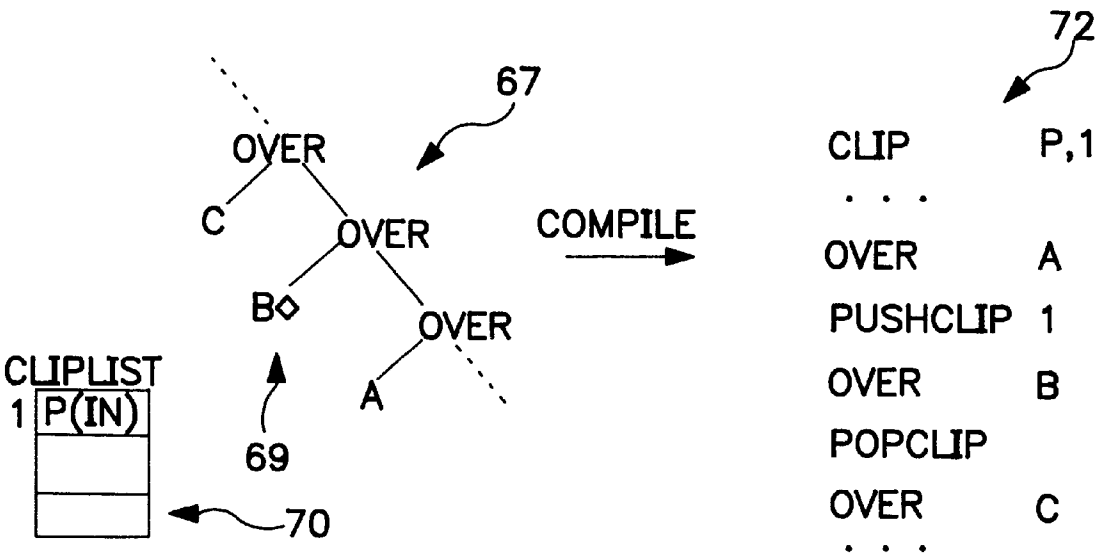 72
67
OVER
C
OVER
B◇
OVER
A
69
CLIPLIST
1 P(IN)
70
COMPILE
CLIP P,1
. . .
OVER A
PUSHCLIP 1
OVER B
POPCLIP
OVER C
. . .